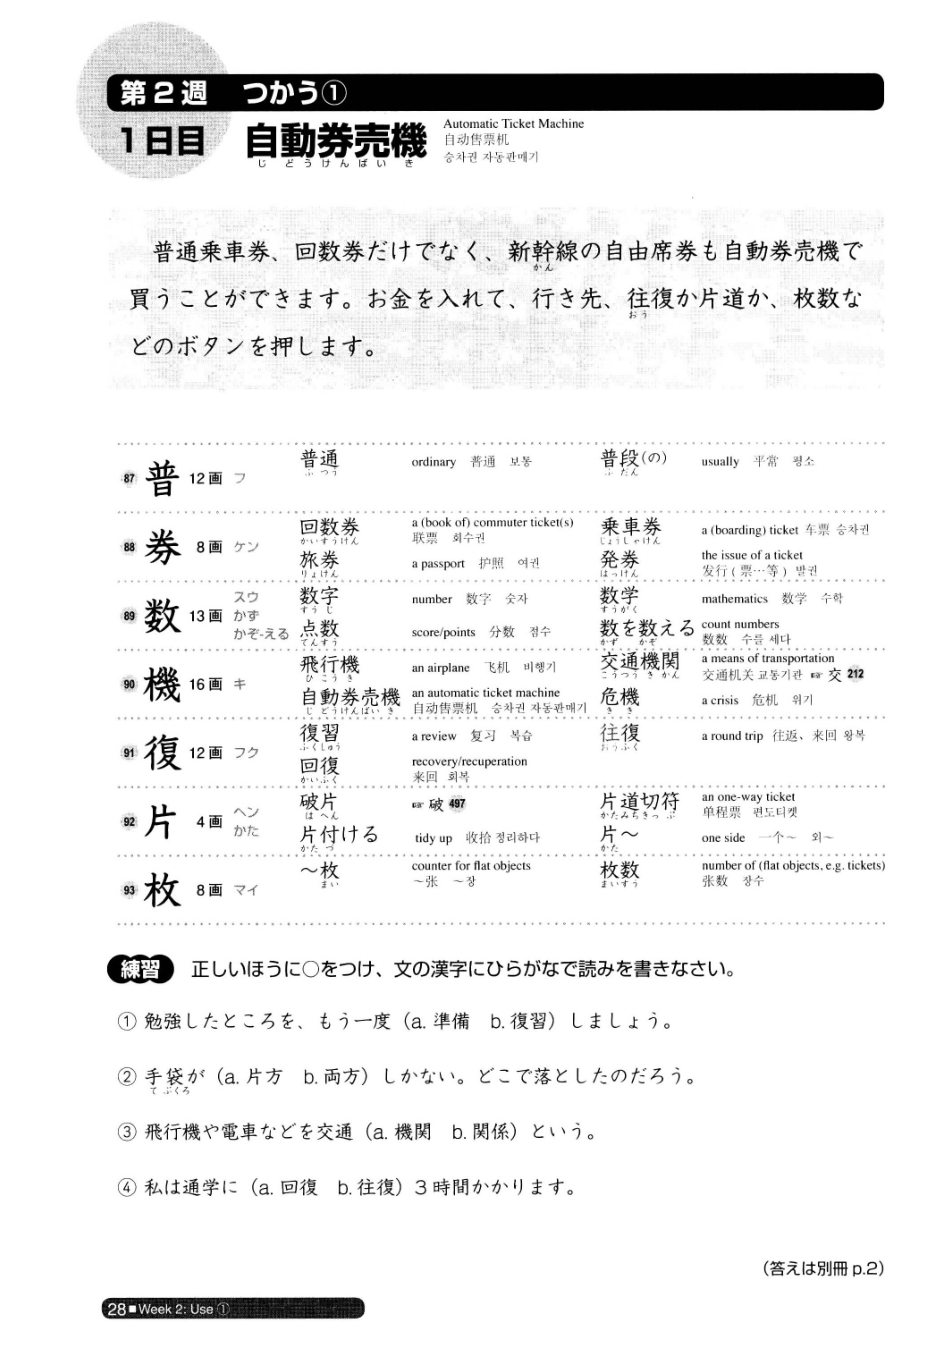 第2週 つかう①
1日目 自動券売機 Automatic Ticket Machine
じどうけんばいき 自动售票机
승차권 자동판매기
普通乗車券、回数券だけでなく、新幹線の自由席券も自動券売機で
かん
買うことができます。お金を入れて、行き先、往復か片道か、枚数な
おう
どのボタンを押します。
87 普 12画 フ
普通 ordinary 普通 보통
ふつう
普段(の) usually 平常 평소
ふだん
88 券 8画 ケン
回数券 a (book of) commuter ticket(s)
かいすうけん 联票 회수권
乗車券 a (boarding) ticket 车票 승차권
じょうしゃけん
旅券 a passport 护照 여권
りょけん
発券 the issue of a ticket
はっけん 发行(票…等) 발권
89 数 13画 スウ かず かぞ-える
数字 number 数字 숫자
すうじ
数学 mathematics 数学 수학
すうがく
点数 score/points 分数 점수
てんすう
数を数える count numbers
かず かぞ 数数 수를 세다
90 機 16画 キ
飛行機 an airplane 飞机 비행기
ひこうき
交通機関 a means of transportation
こうつうきかん 交通机关 교통기관 ☞ 交 212
自動券売機 an automatic ticket machine
じどうけんばいき 自动售票机 승차권 자동판매기
危機 a crisis 危机 위기
きき
91 復 12画 フク
復習 a review 复习 복습
ふくしゅう
往復 a round trip 往返、来回 왕복
おうふく
回復 recovery/recuperation
かいふく 来回 회복
92 片 4画 ヘン かた
破片 ☞ 破 497
はへん
片道切符 an one-way ticket
かたみちきっぷ 单程票 편도티켓
片付ける tidy up 收拾 정리하다
かたづ
片〜 one side 一个〜 외〜
かた
93 枚 8画 マイ
〜枚 counter for flat objects
まい 〜张 〜장
枚数 number of (flat objects, e.g. tickets)
まいすう 张数 장수
練習 正しいほうに○をつけ、文の漢字にひらがなで読みを書きなさい。
① 勉強したところを、もう一度（a. 準備 b. 復習）しましょう。
② 手袋が（a. 片方 b. 両方）しかない。どこで落としたのだろう。
てぶくろ
③ 飛行機や電車などを交通（a. 機関 b. 関係）という。
④ 私は通学に（a. 回復 b. 往復）3時間かかります。
（答えは別冊 p.2）
28 ■ Week 2: Use ①